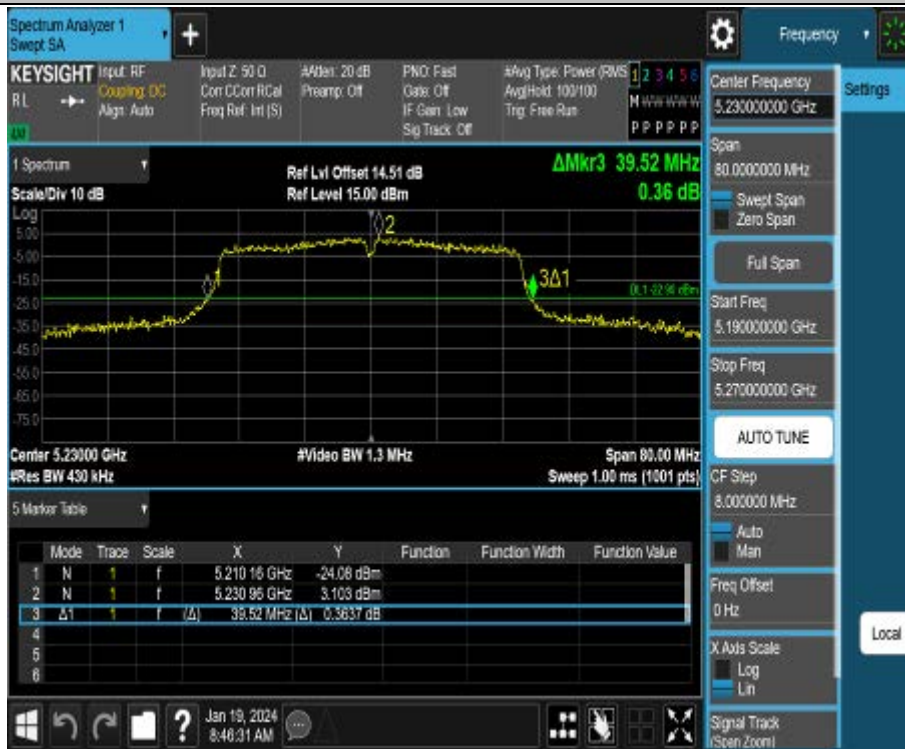 Spectrum Analyzer 1
Swept SA
+
Frequency
KEYSIGHT
RL
Input: RF
Coupling: DC
Align: Auto
Input Z: 50 Ω
Corr CCorr RCal
Freq Ref: Int (S)
#Atten: 20 dB
Preamp: Off
PNO: Fast
Gate: Off
IF Gain: Low
Sig Track: Off
#Avg Type: Power (RMS
Avg|Hold: 100/100
Trig: Free Run
1 2 3 4 5 6
M W W W W W
P P P P P P
1 Spectrum
Scale/Div 10 dB
Ref Lvl Offset 14.51 dB
Ref Level 15.00 dBm
ΔMkr3 39.52 MHz
0.36 dB
Log
5.00
-5.00
-15.0
-25.0
-35.0
-45.0
-55.0
-65.0
-75.0
2
3Δ1
DL1 -22.90 dBm
Center 5.23000 GHz
#Video BW 1.3 MHz
Span 80.00 MHz
#Res BW 430 kHz
Sweep 1.00 ms (1001 pts)
5 Marker Table
Mode Trace Scale X Y Function Function Width Function Value
1 N 1 f 5.210 16 GHz -24.08 dBm
2 N 1 f 5.230 96 GHz 3.103 dBm
3 Δ1 1 f (Δ) 39.52 MHz (Δ) 0.3637 dB
4
5
6
Jan 19, 2024
8:46:31 AM
?
Center Frequency
5.230000000 GHz
Span
80.0000000 MHz
Swept Span
Zero Span
Full Span
Start Freq
5.190000000 GHz
Stop Freq
5.270000000 GHz
AUTO TUNE
CF Step
8.000000 MHz
Auto
Man
Freq Offset
0 Hz
X Axis Scale
Log
Lin
Signal Track
(Span Zoom)
Settings
Local